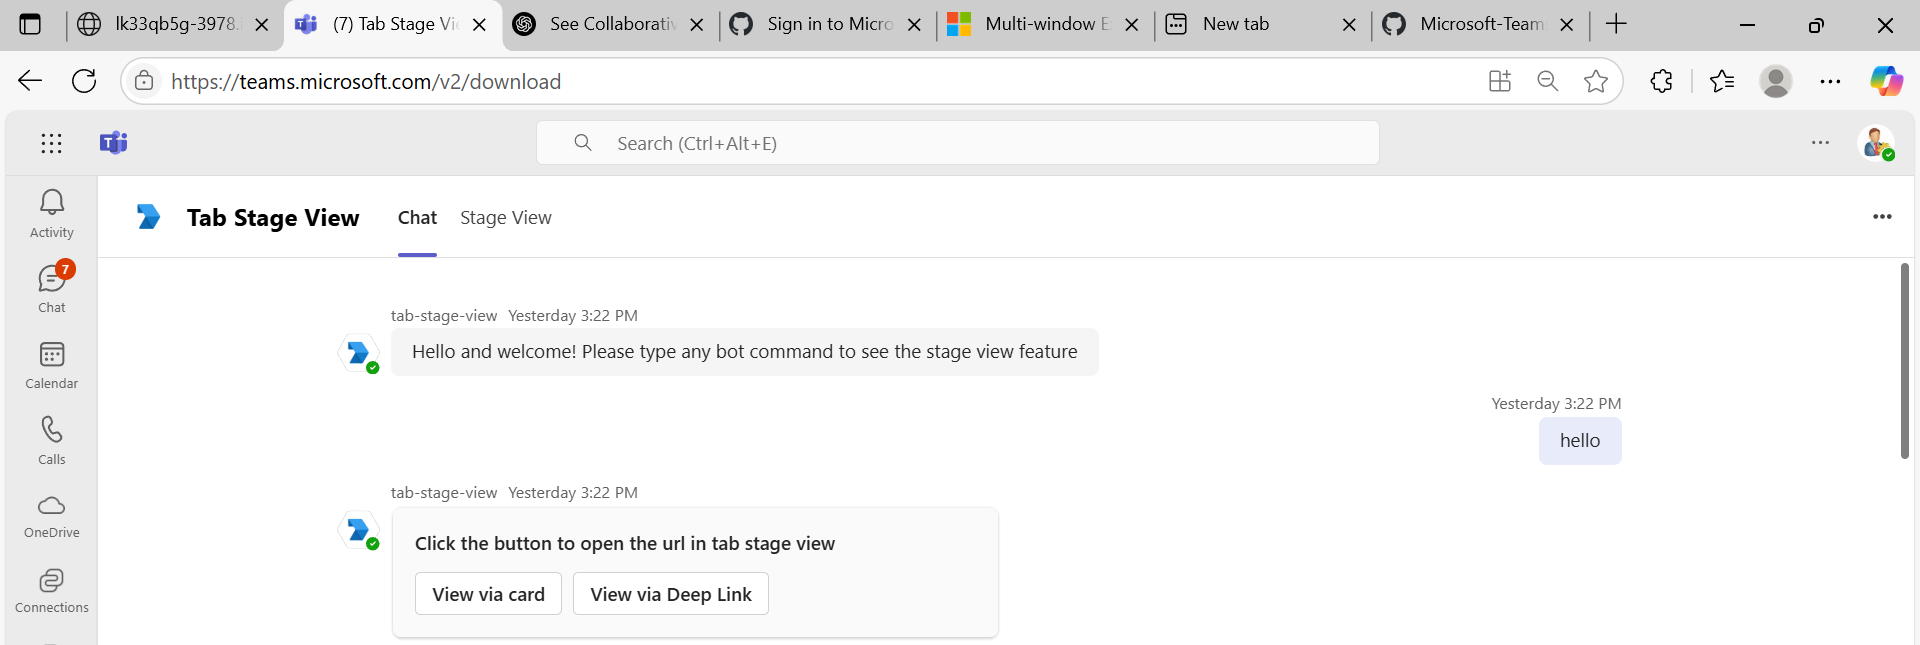 lk33qb5g-3978.
(7) Tab Stage Vi
See Collaborativ
Sign in to Micro
Multi-window E
New tab
Microsoft-Team
https://teams.microsoft.com/v2/download
Search (Ctrl+Alt+E)
Activity
7
Chat
Calendar
Calls
OneDrive
Connections
Tab Stage View
Chat
Stage View
tab-stage-view Yesterday 3:22 PM
Hello and welcome! Please type any bot command to see the stage view feature
Yesterday 3:22 PM
hello
tab-stage-view Yesterday 3:22 PM
Click the button to open the url in tab stage view
View via card
View via Deep Link